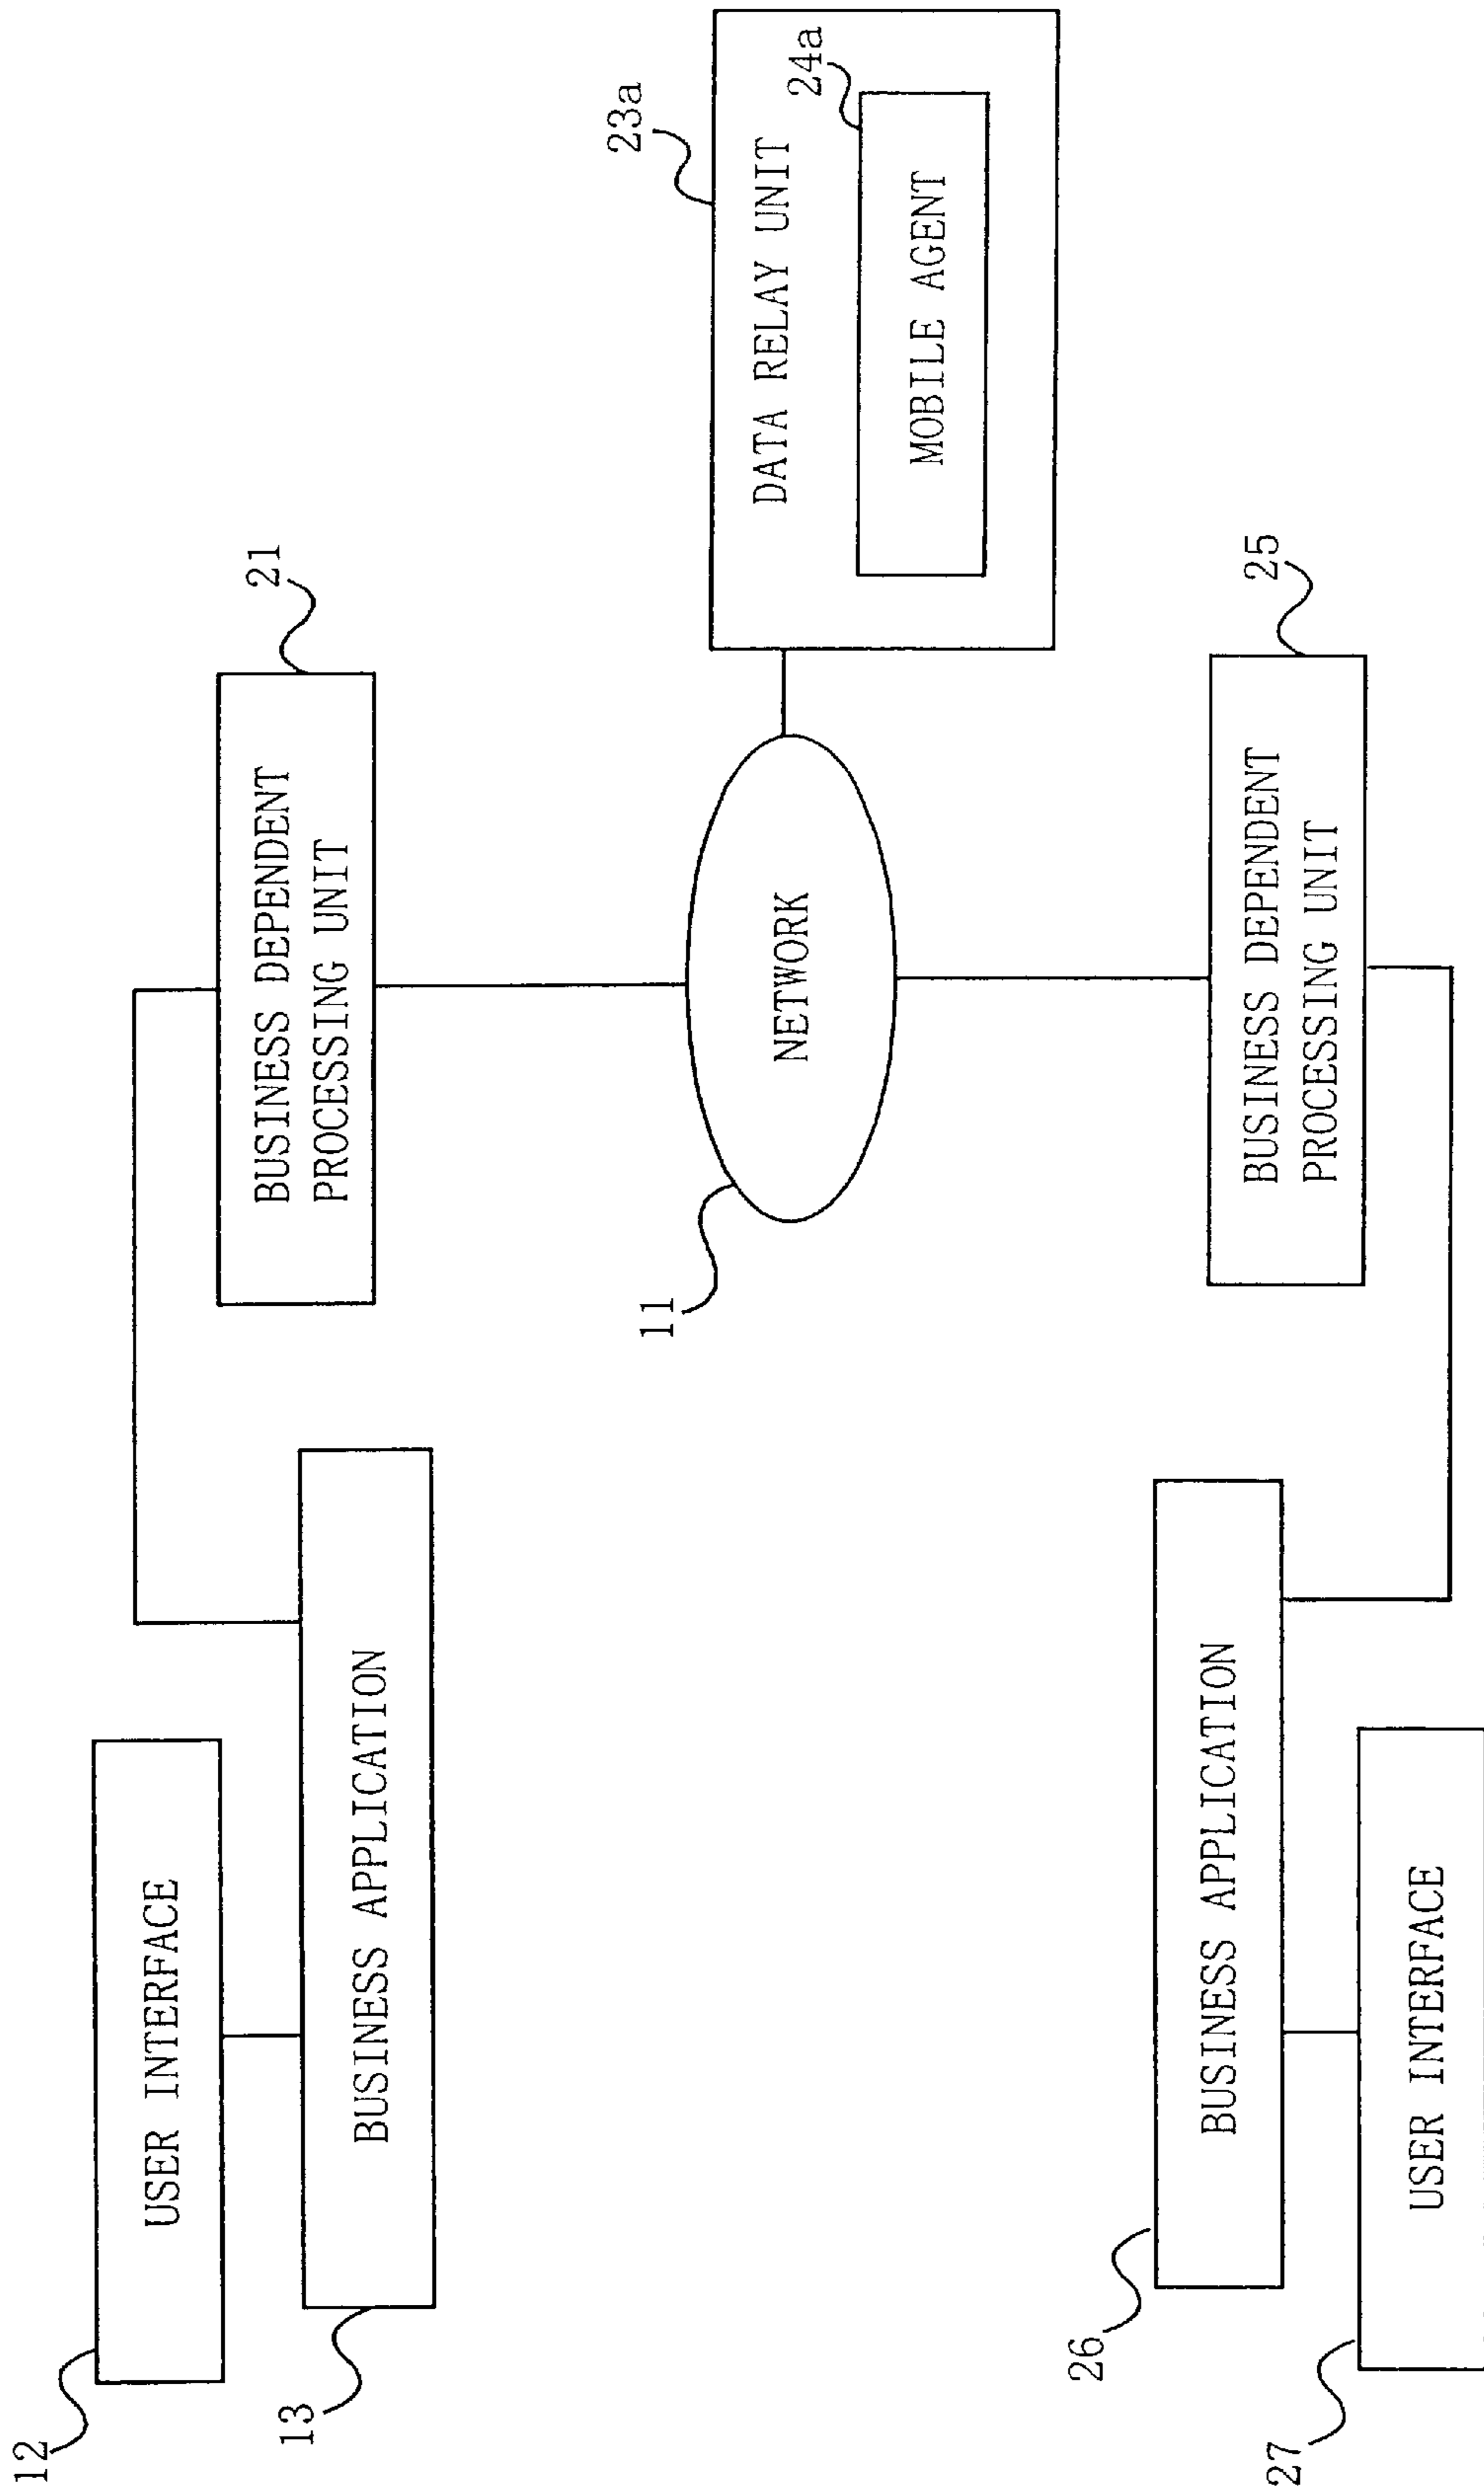 12
USER INTERFACE
13
BUSINESS APPLICATION
21
BUSINESS DEPENDENT
PROCESSING UNIT
11
NETWORK
23a
DATA RELAY UNIT
24a
MOBILE AGENT
25
BUSINESS DEPENDENT
PROCESSING UNIT
26
BUSINESS APPLICATION
27
USER INTERFACE